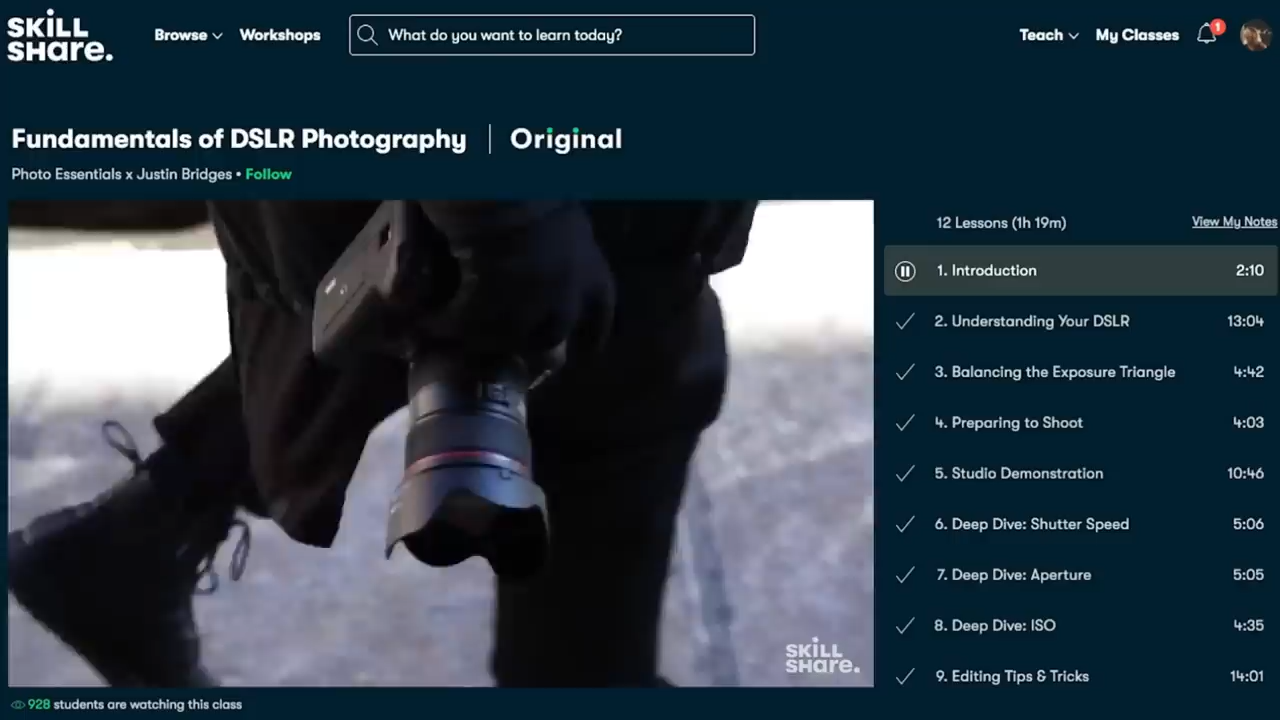 SKiLL
SHare.
Browse
Workshops
What do you want to learn today?
Teach
My Classes
1
Fundamentals of DSLR Photography
Original
Photo Essentials x Justin Bridges • Follow
12 Lessons (1h 19m)
View My Notes
1. Introduction 2:10
2. Understanding Your DSLR 13:04
3. Balancing the Exposure Triangle 4:42
4. Preparing to Shoot 4:03
5. Studio Demonstration 10:46
6. Deep Dive: Shutter Speed 5:06
7. Deep Dive: Aperture 5:05
8. Deep Dive: ISO 4:35
9. Editing Tips & Tricks 14:01
SKiLL
SHare.
928 students are watching this class